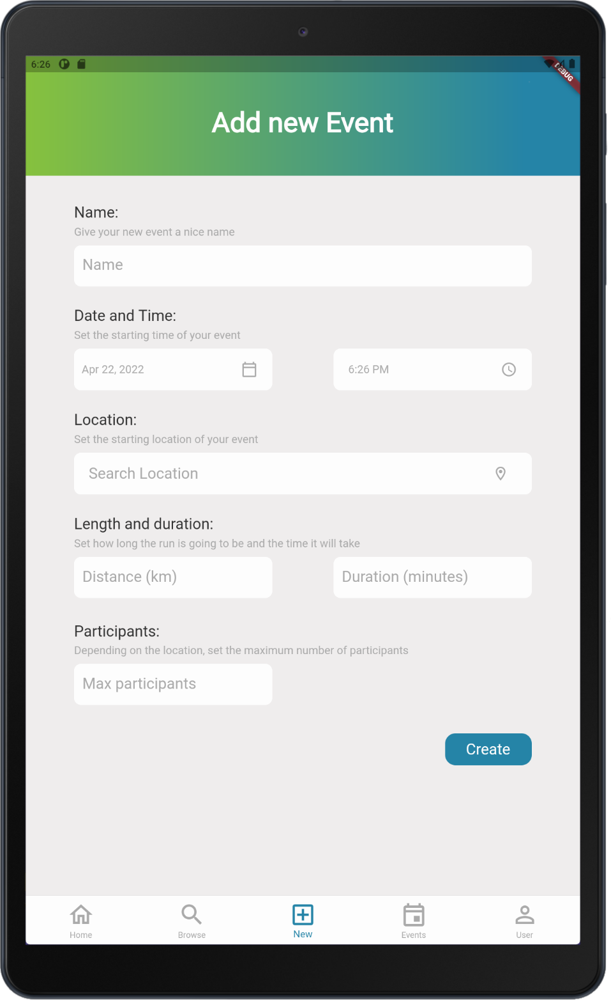 6:26
DEBUG
Add new Event
Name:
Give your new event a nice name
Name
Date and Time:
Set the starting time of your event
Apr 22, 2022
6:26 PM
Location:
Set the starting location of your event
Search Location
Length and duration:
Set how long the run is going to be and the time it will take
Distance (km)
Duration (minutes)
Participants:
Depending on the location, set the maximum number of participants
Max participants
Create
Home
Browse
New
Events
User